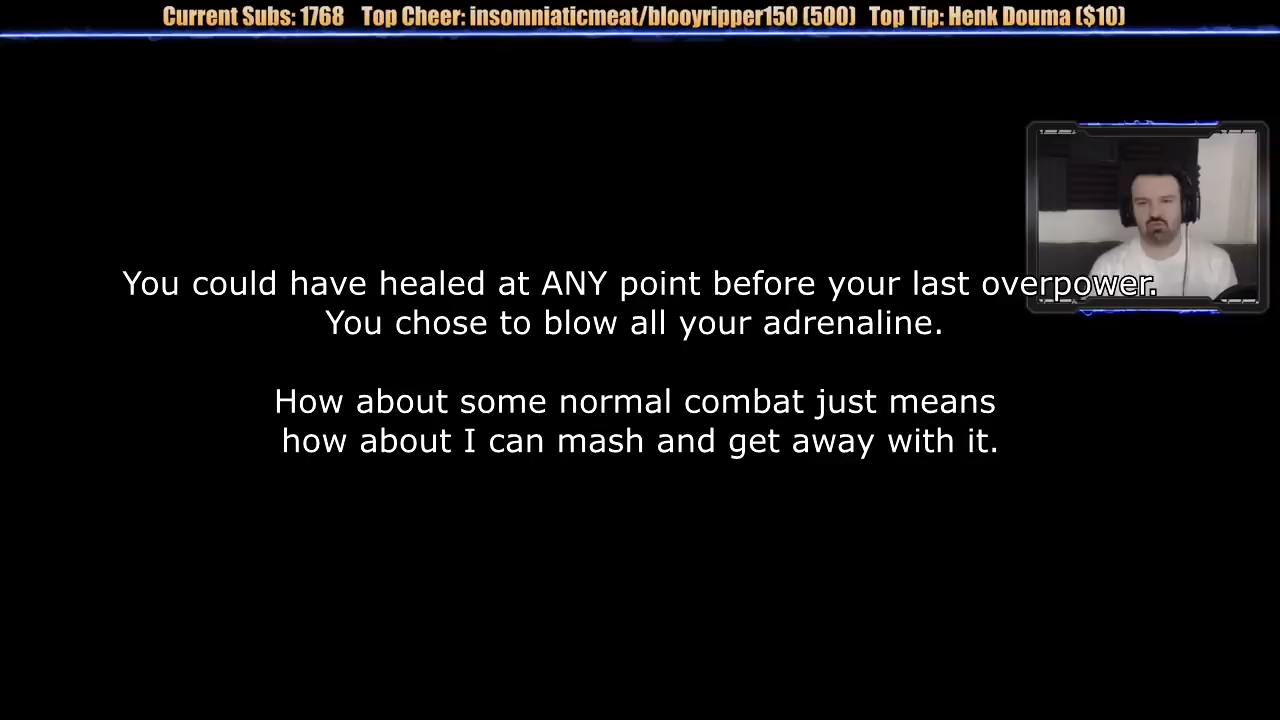 Current Subs: 1768 Top Cheer: insomniaticmeat/blooyripper150 (500) Top Tip: Henk Douma ($10)
You could have healed at ANY point before your last overpower.
You chose to blow all your adrenaline.
How about some normal combat just means
how about I can mash and get away with it.